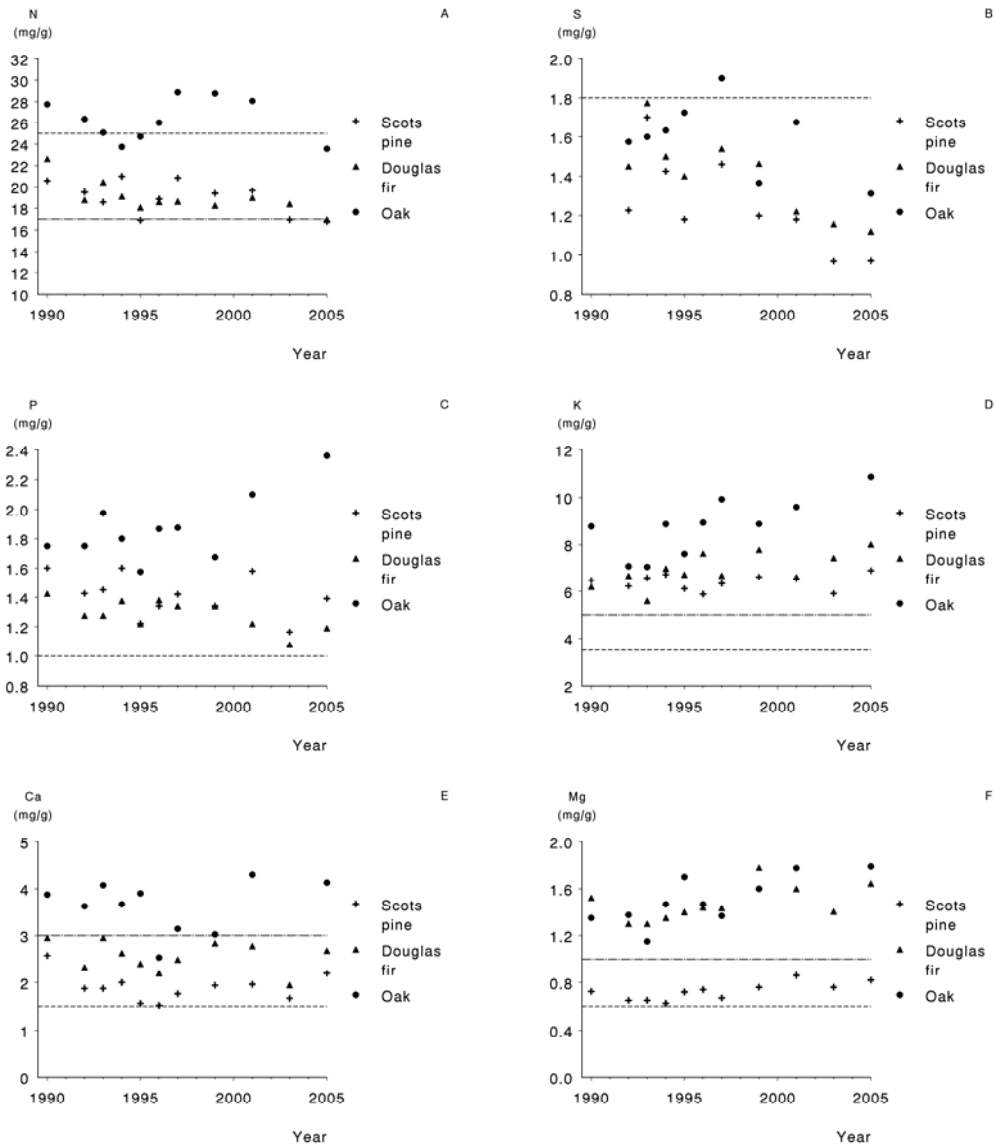 N
(mg/g)
A
32
30
28
26
24
22
20
18
16
14
12
10
1990
1995
2000
2005
Year
Scots
pine
Douglas
fir
Oak
S
(mg/g)
B
2.0
1.8
1.6
1.4
1.2
1.0
0.8
1990
1995
2000
2005
Year
Scots
pine
Douglas
fir
Oak
P
(mg/g)
C
2.4
2.2
2.0
1.8
1.6
1.4
1.2
1.0
0.8
1990
1995
2000
2005
Year
Scots
pine
Douglas
fir
Oak
K
(mg/g)
D
12
10
8
6
4
2
1990
1995
2000
2005
Year
Scots
pine
Douglas
fir
Oak
Ca
(mg/g)
E
5
4
3
2
1
0
1990
1995
2000
2005
Year
Scots
pine
Douglas
fir
Oak
Mg
(mg/g)
F
2.0
1.6
1.2
0.8
0.4
0.0
1990
1995
2000
2005
Year
Scots
pine
Douglas
fir
Oak